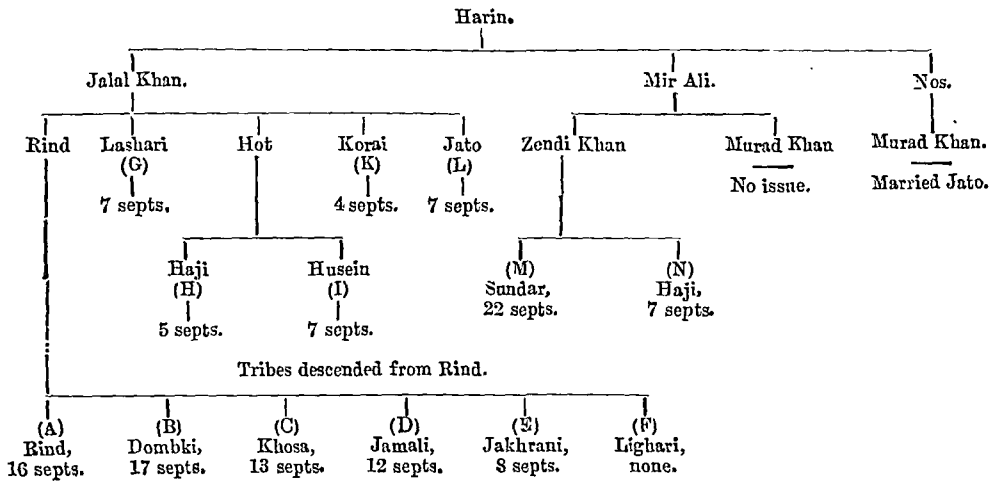 Harin.
Jalal Khan. Mir Ali. Nos.
Rind Lashari Hot Korai Jato Zendi Khan Murad Khan Murad Khan.
(G) (K) (L) No issue. Married Jato.
7 septs. 4 septs. 7 septs.
Haji Husein (M) (N)
(H) (I) Sundar, Haji,
5 septs. 7 septs. 22 septs. 7 septs.
Tribes descended from Rind.
(A) (B) (C) (D) (E) (F)
Rind, Dombki, Khosa, Jamali, Jakhrani, Lighari,
16 septs. 17 septs. 13 septs. 12 septs. 8 septs. none.